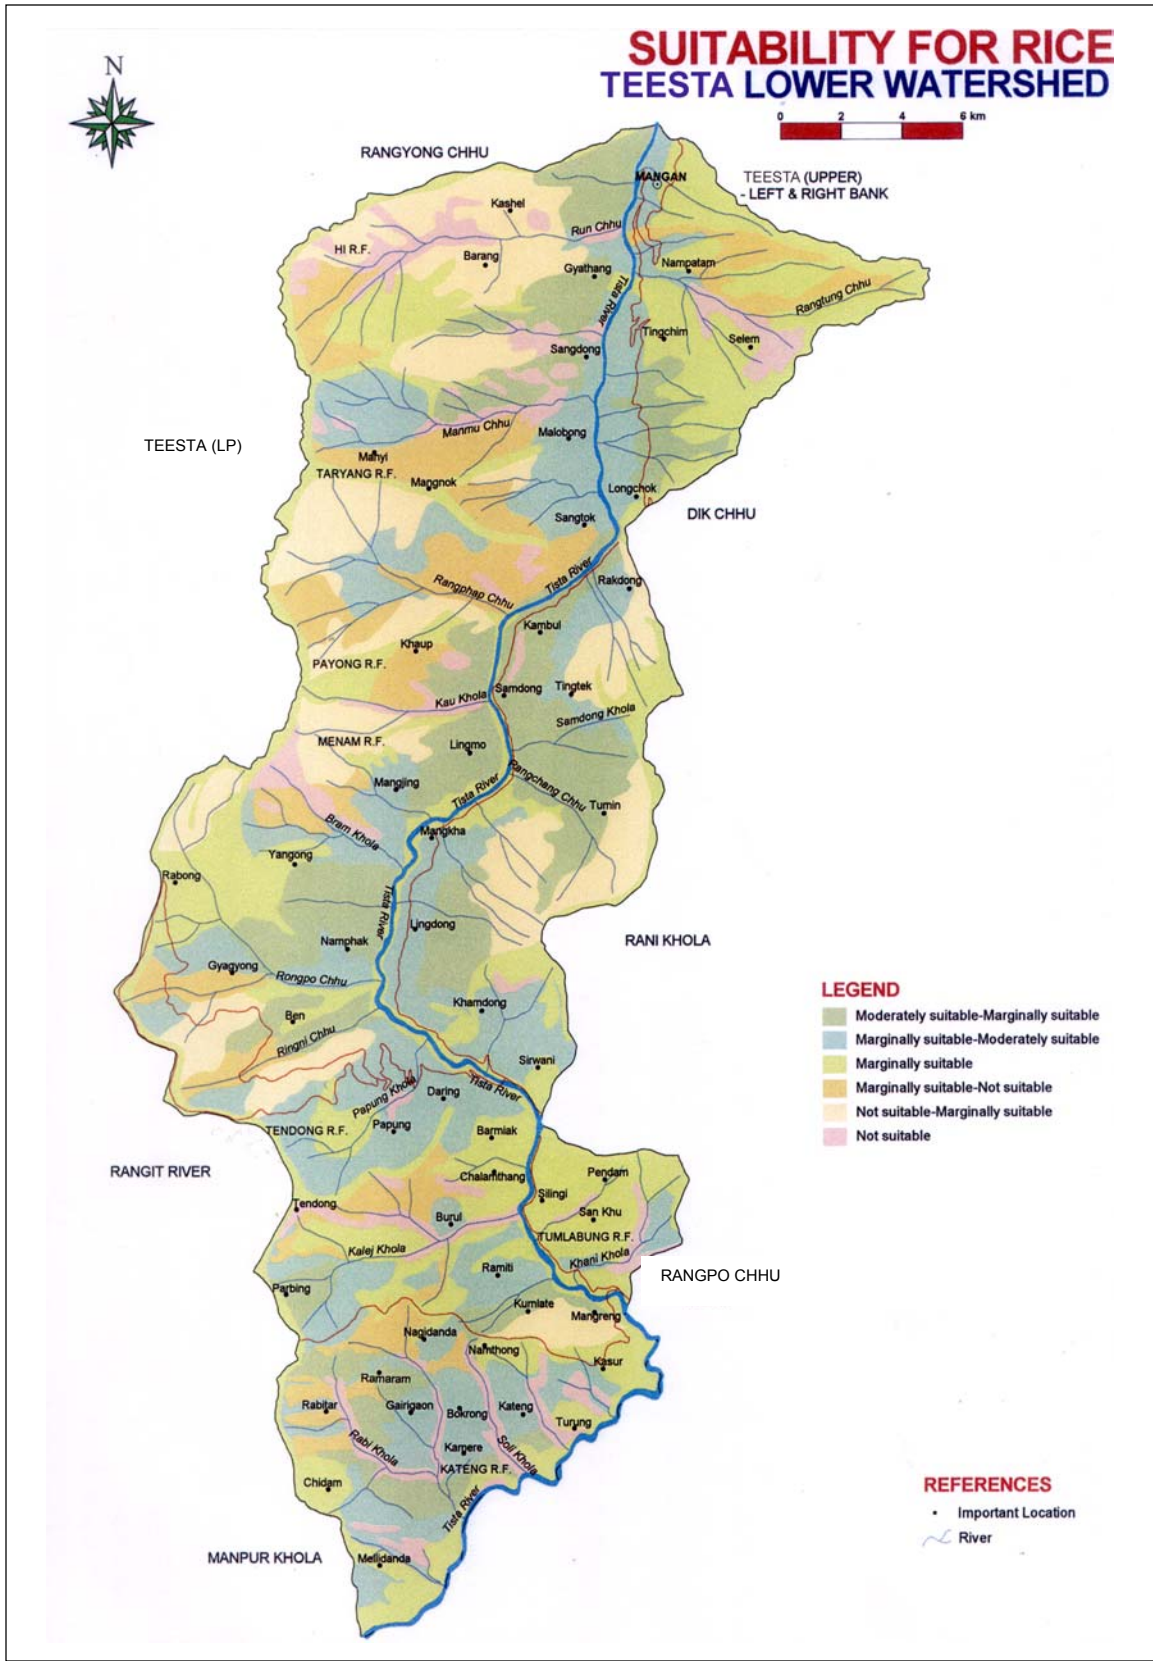 SUITABILITY FOR RICE
TEESTA LOWER WATERSHED
N
0 2 4 6 km
RANGYONG CHHU
MANGAN
TEESTA (UPPER)
- LEFT & RIGHT BANK
Kashel
Run Chhu
HI R.F.
Barang
Gyathang
Nampatam
Tista River
Rangtung Chhu
Tingchim
Selem
Sangdong
Manmu Chhu
Malobong
TEESTA (LP)
Manyi
TARYANG R.F.
Mangnok
Longchok
DIK CHHU
Sangtok
Tista River
Rangphap Chhu
Rakdong
Kambul
Khaup
PAYONG R.F.
Kau Khola
Samdong
Tingtek
Samdong Khola
MENAM R.F.
Lingmo
Rangchang Chhu
Mangjing
Tista River
Tumin
Bram Khola
Mangkha
Yangong
Rabong
Tista River
Lingdong
Namphak
RANI KHOLA
Gyagyong
Rongpo Chhu
LEGEND
Moderately suitable-Marginally suitable
Marginally suitable-Moderately suitable
Marginally suitable
Marginally suitable-Not suitable
Not suitable-Marginally suitable
Not suitable
Khamdong
Ben
Ringni Chhu
Sirwani
Tista River
Papung Khola
Daring
Papung
TENDONG R.F.
Barmiak
RANGIT RIVER
Chalamthang
Pendam
Silingi
Tendong
San Khu
Burul
TUMLABUNG R.F.
Kalej Khola
Khani Khola
Ramiti
RANGPO CHHU
Parbing
Kumlate
Mangreng
Nagidanda
Namthong
Kasur
Ramaram
Rabitar
Gairigaon
Bokrong
Kateng
Turung
Rabi Khola
Kamere
Soli Khola
KATENG R.F.
Chidam
Tista River
REFERENCES
Important Location
River
MANPUR KHOLA
Mellidanda